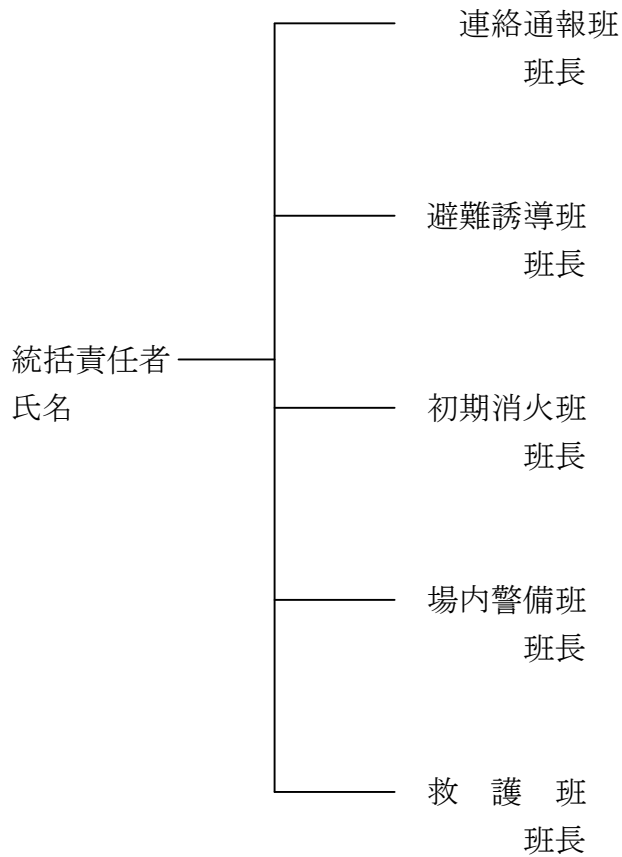 連絡通報班
班長
避難誘導班
班長
統括責任者
氏名
初期消火班
班長
場内警備班
班長
救　護　班
班長